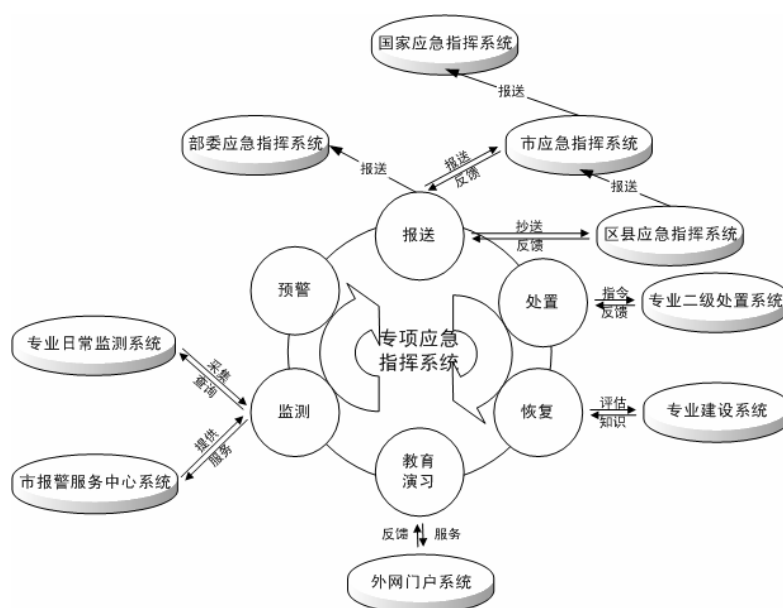 国家应急指挥系统
报送
部委应急指挥系统
市应急指挥系统
报送
报送
反馈
报送
报送
抄送
反馈
区县应急指挥系统
预警
处置
指令
反馈
专业二级处置系统
专项应急
指挥系统
专业日常监测系统
采集
查询
监测
恢复
评估
知识
专业建设系统
提供
服务
市报警服务中心系统
教育
演习
反馈
服务
外网门户系统